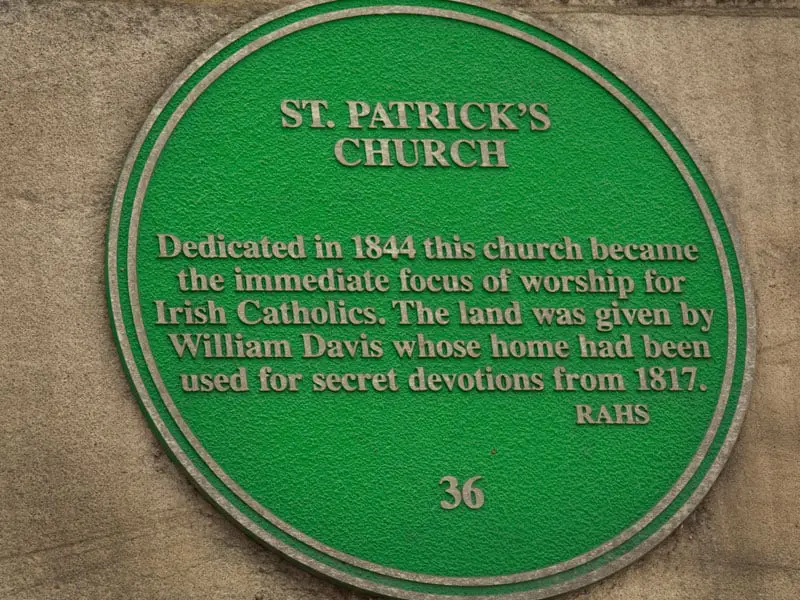 ST. PATRICK'S
CHURCH
Dedicated in 1844 this church became
the immediate focus of worship for
Irish Catholics. The land was given by
William Davis whose home had been
used for secret devotions from 1817.
RAHS
36